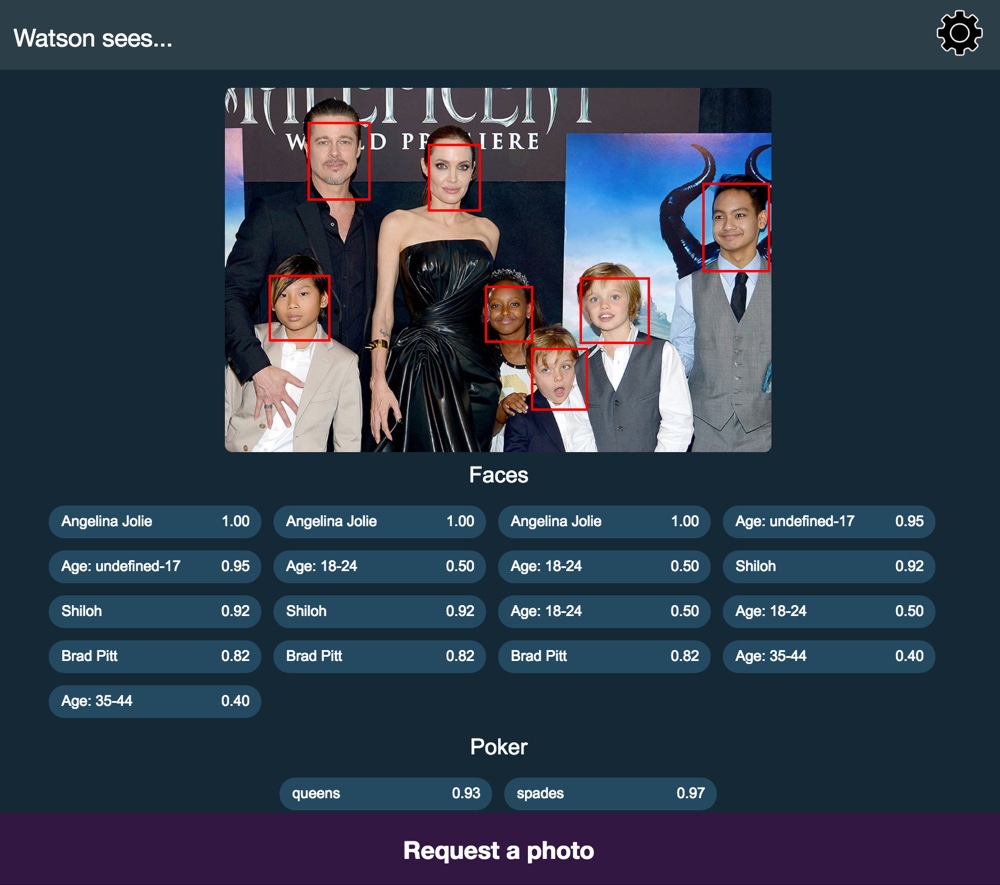 Watson sees...
MALEFICENT
WORLD PREMIERE
Faces
Angelina Jolie 1.00
Angelina Jolie 1.00
Angelina Jolie 1.00
Age: undefined-17 0.95
Age: undefined-17 0.95
Age: 18-24 0.50
Age: 18-24 0.50
Shiloh 0.92
Shiloh 0.92
Shiloh 0.92
Age: 18-24 0.50
Age: 18-24 0.50
Brad Pitt 0.82
Brad Pitt 0.82
Brad Pitt 0.82
Age: 35-44 0.40
Age: 35-44 0.40
Poker
queens 0.93
spades 0.97
Request a photo